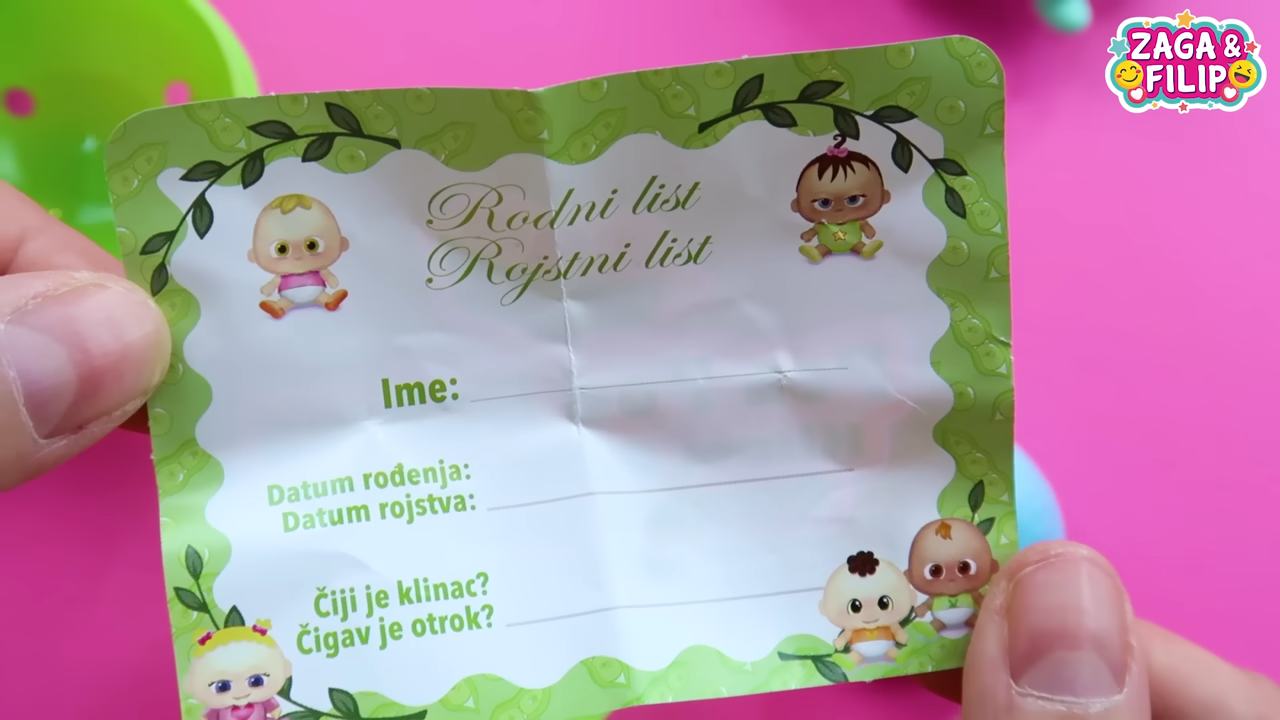 ZAGA &
FILIP
Rodni list
Rojstni list
Ime:
Datum rođenja:
Datum rojstva:
Čiji je klinac?
Čigav je otrok?